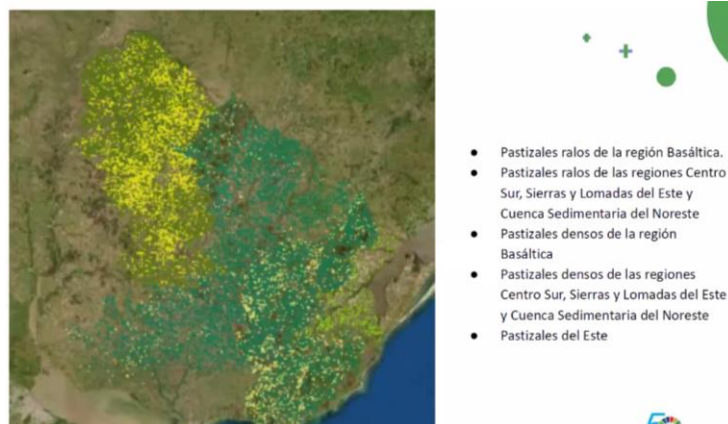 ● Pastizales ralos de la región Basáltica.
● Pastizales ralos de las regiones Centro
Sur, Sierras y Lomadas del Este y
Cuenca Sedimentaria del Noreste
● Pastizales densos de la región
Basáltica
● Pastizales densos de las regiones
Centro Sur, Sierras y Lomadas del Este
y Cuenca Sedimentaria del Noreste
● Pastizales del Este